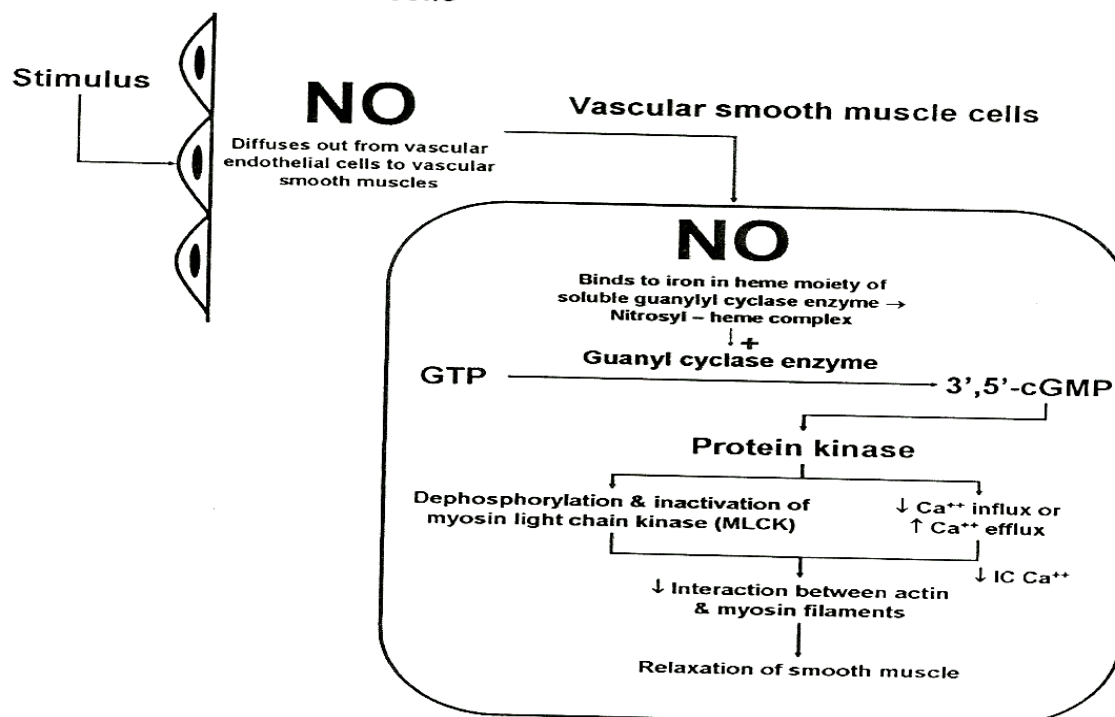 Stimulus
NO
Diffuses out from vascular
endothelial cells to vascular
smooth muscles
Vascular smooth muscle cells
NO
Binds to iron in heme moiety of
soluble guanylyl cyclase enzyme →
Nitrosyl – heme complex
↓ +
Guanyl cyclase enzyme
GTP
3’,5’-cGMP
Protein kinase
Dephosphorylation & inactivation of
myosin light chain kinase (MLCK)
↓ Ca⁺⁺ influx or
↑ Ca⁺⁺ efflux
↓ IC Ca⁺⁺
↓ Interaction between actin
& myosin filaments
Relaxation of smooth muscle